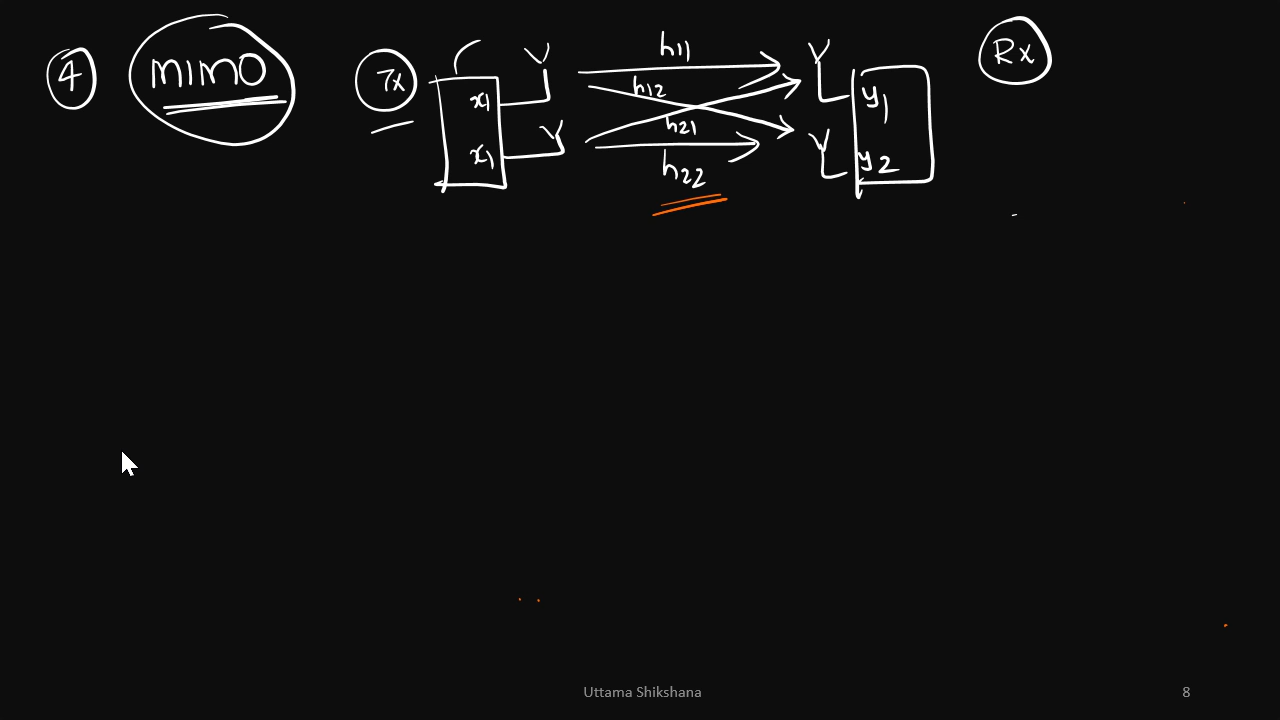 4 MIMO Tx x1 h11 y1 Rx
h12
h21
x1 h22 y2
Uttama Shikshana 8